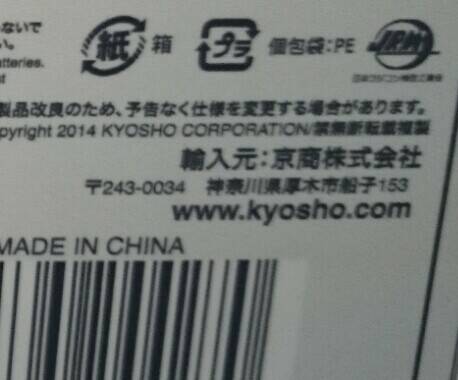 ないで
い。
紙 箱 プラ 個包袋:PE JRM
tteries.
t
製品改良のため、予告なく仕様を変更する場合があります。
opyright 2014 KYOSHO CORPORATION/禁無断転載複製
輸入元:京商株式会社
〒243-0034 神奈川県厚木市船子153
www.kyosho.com
MADE IN CHINA